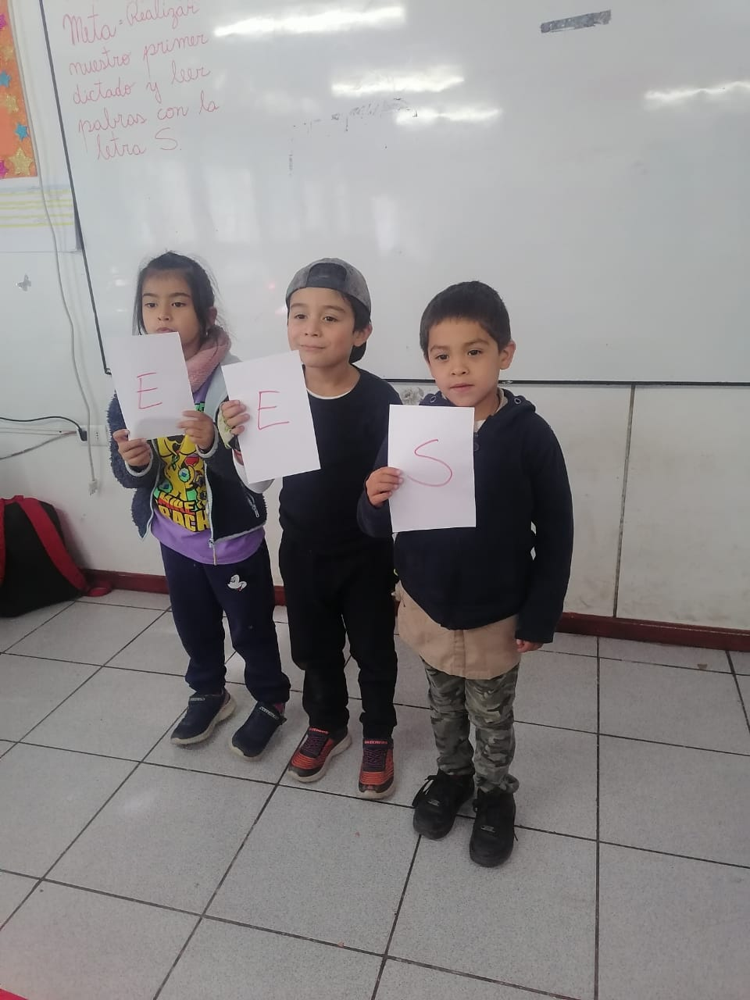 Meta = Realizar
nuestro primer
dictado y leer
pabras con la
letra S.
E
E
S